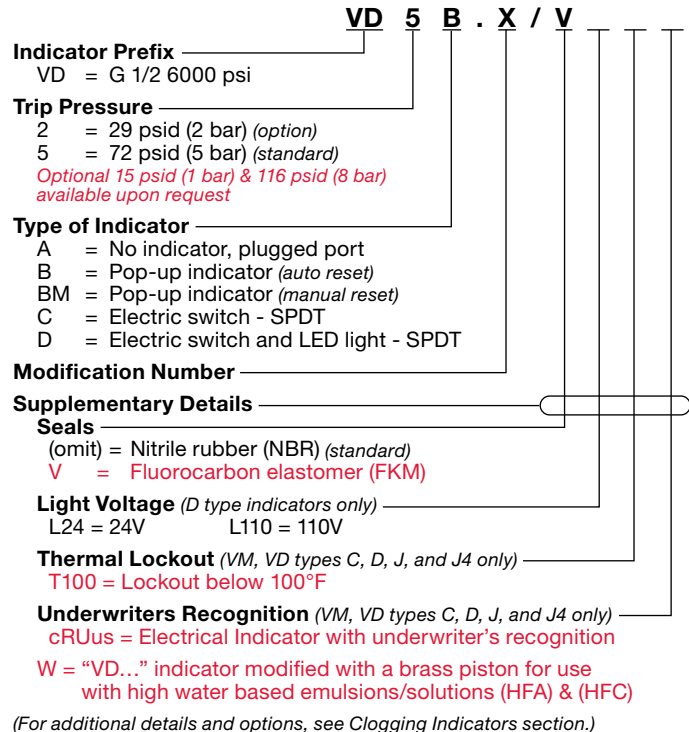 VD 5 B . X / V
Indicator Prefix
VD = G 1/2 6000 psi
Trip Pressure
2 = 29 psid (2 bar) (option)
5 = 72 psid (5 bar) (standard)
Optional 15 psid (1 bar) & 116 psid (8 bar)
available upon request
Type of Indicator
A = No indicator, plugged port
B = Pop-up indicator (auto reset)
BM = Pop-up indicator (manual reset)
C = Electric switch - SPDT
D = Electric switch and LED light - SPDT
Modification Number
Supplementary Details
Seals
(omit) = Nitrile rubber (NBR) (standard)
V = Fluorocarbon elastomer (FKM)
Light Voltage (D type indicators only)
L24 = 24V L110 = 110V
Thermal Lockout (VM, VD types C, D, J, and J4 only)
T100 = Lockout below 100°F
Underwriters Recognition (VM, VD types C, D, J, and J4 only)
cRUus = Electrical Indicator with underwriter's recognition
W = “VD…” indicator modified with a brass piston for use
with high water based emulsions/solutions (HFA) & (HFC)
(For additional details and options, see Clogging Indicators section.)